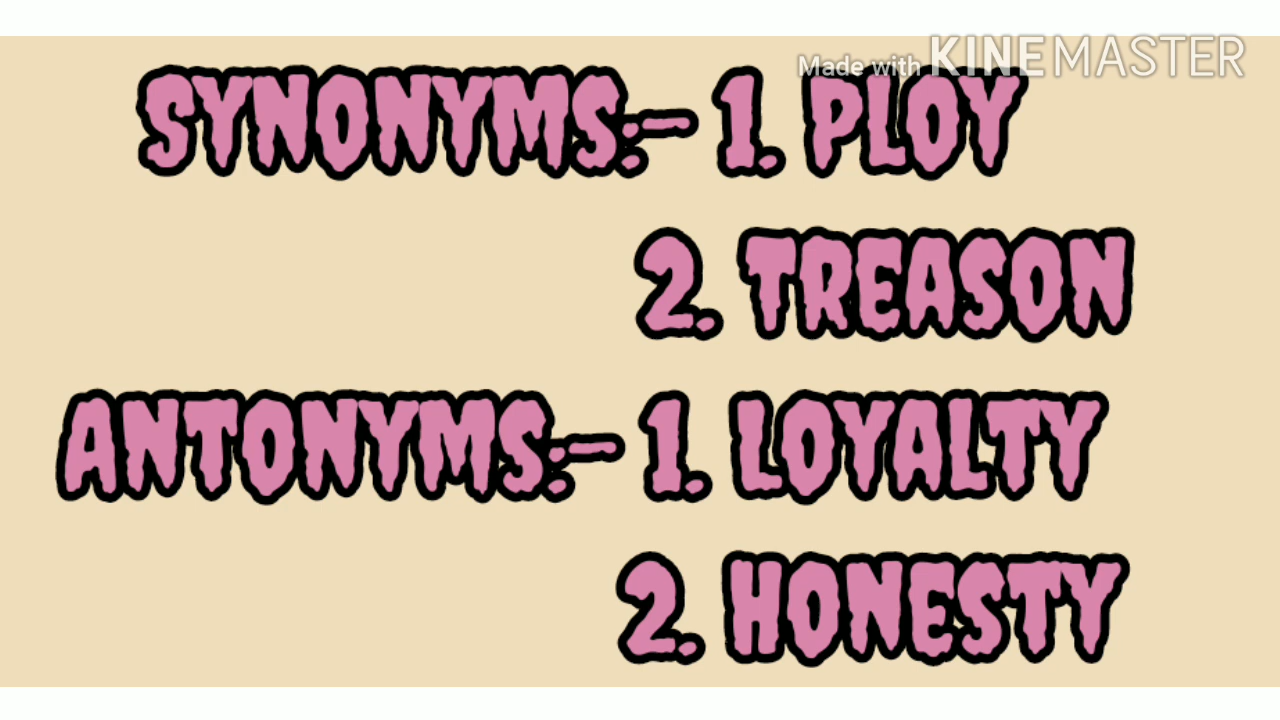 Made with KINEMASTER
SYNONYMS:- 1. PLOY
2. TREASON
ANTONYMS:- 1. LOYALTY
2. HONESTY